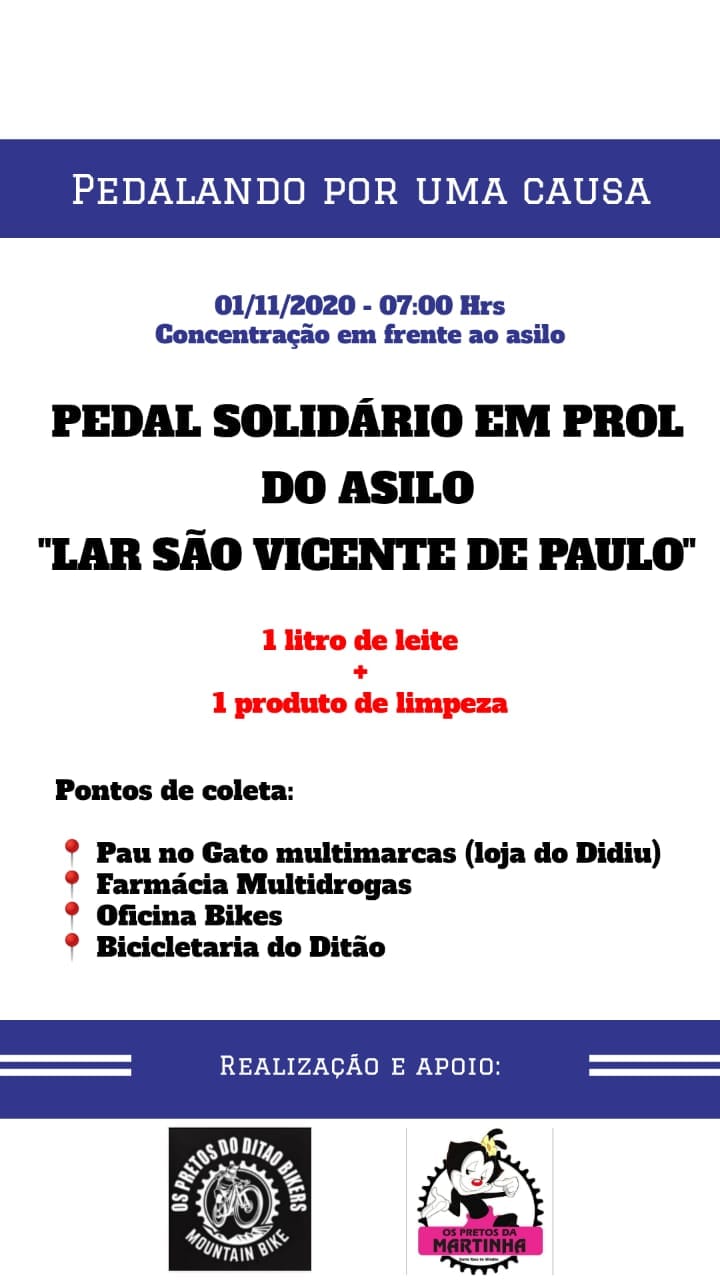 Pedalando por uma causa
01/11/2020 - 07:00 Hrs
Concentração em frente ao asilo
PEDAL SOLIDÁRIO EM PROL
DO ASILO
"LAR SÃO VICENTE DE PAULO"
1 litro de leite
+
1 produto de limpeza
Pontos de coleta:
Pau no Gato multimarcas (loja do Didiu)
Farmácia Multidrogas
Oficina Bikes
Bicicletaria do Ditão
Realização e apoio:
OS PRETOS DO DITAO BIKERS
MOUNTAIN BIKE
OS PRETOS DA
MARTINHA